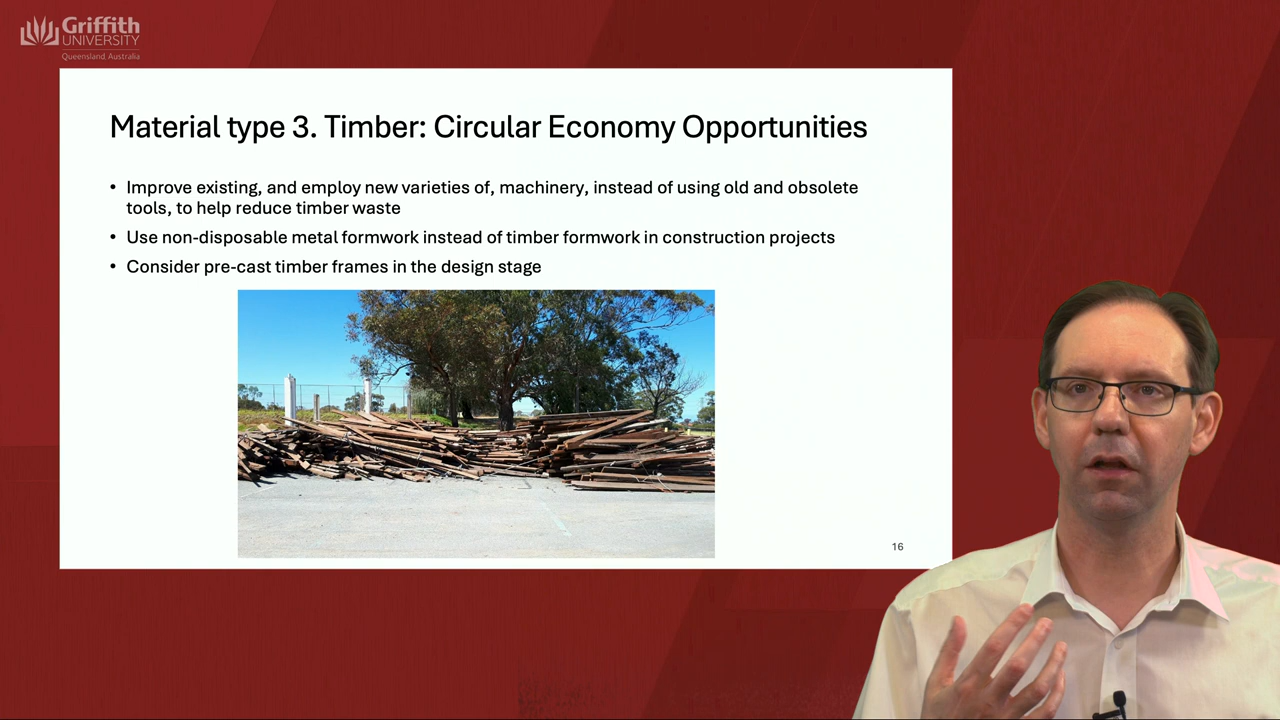 Griffith
UNIVERSITY
Queensland, Australia
Material type 3. Timber: Circular Economy Opportunities
• Improve existing, and employ new varieties of, machinery, instead of using old and obsolete
tools, to help reduce timber waste
• Use non-disposable metal formwork instead of timber formwork in construction projects
• Consider pre-cast timber frames in the design stage
16